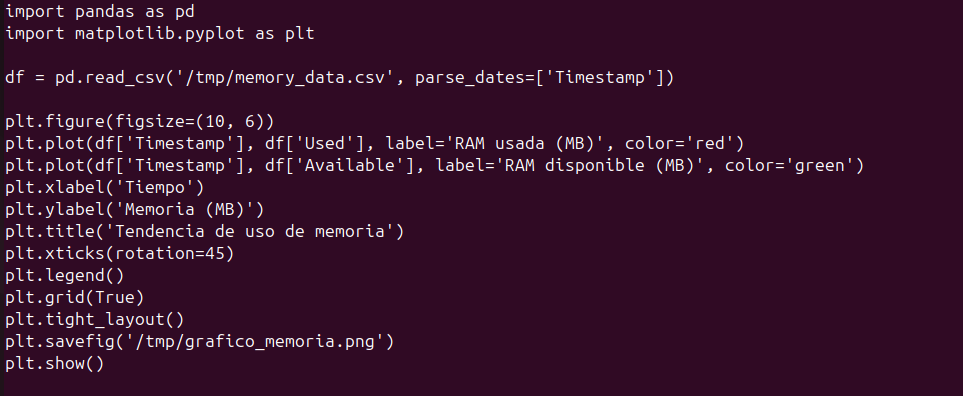 import pandas as pd
import matplotlib.pyplot as plt

df = pd.read_csv('/tmp/memory_data.csv', parse_dates=['Timestamp'])

plt.figure(figsize=(10, 6))
plt.plot(df['Timestamp'], df['Used'], label='RAM usada (MB)', color='red')
plt.plot(df['Timestamp'], df['Available'], label='RAM disponible (MB)', color='green')
plt.xlabel('Tiempo')
plt.ylabel('Memoria (MB)')
plt.title('Tendencia de uso de memoria')
plt.xticks(rotation=45)
plt.legend()
plt.grid(True)
plt.tight_layout()
plt.savefig('/tmp/grafico_memoria.png')
plt.show()